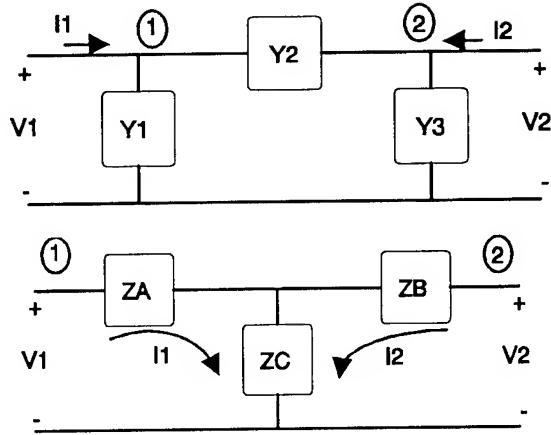 I1 1 2 I2
Y2
+ +
V1 Y1 Y3 V2
- -
1 2
ZA ZB
+ +
V1 I1 ZC I2 V2
- -